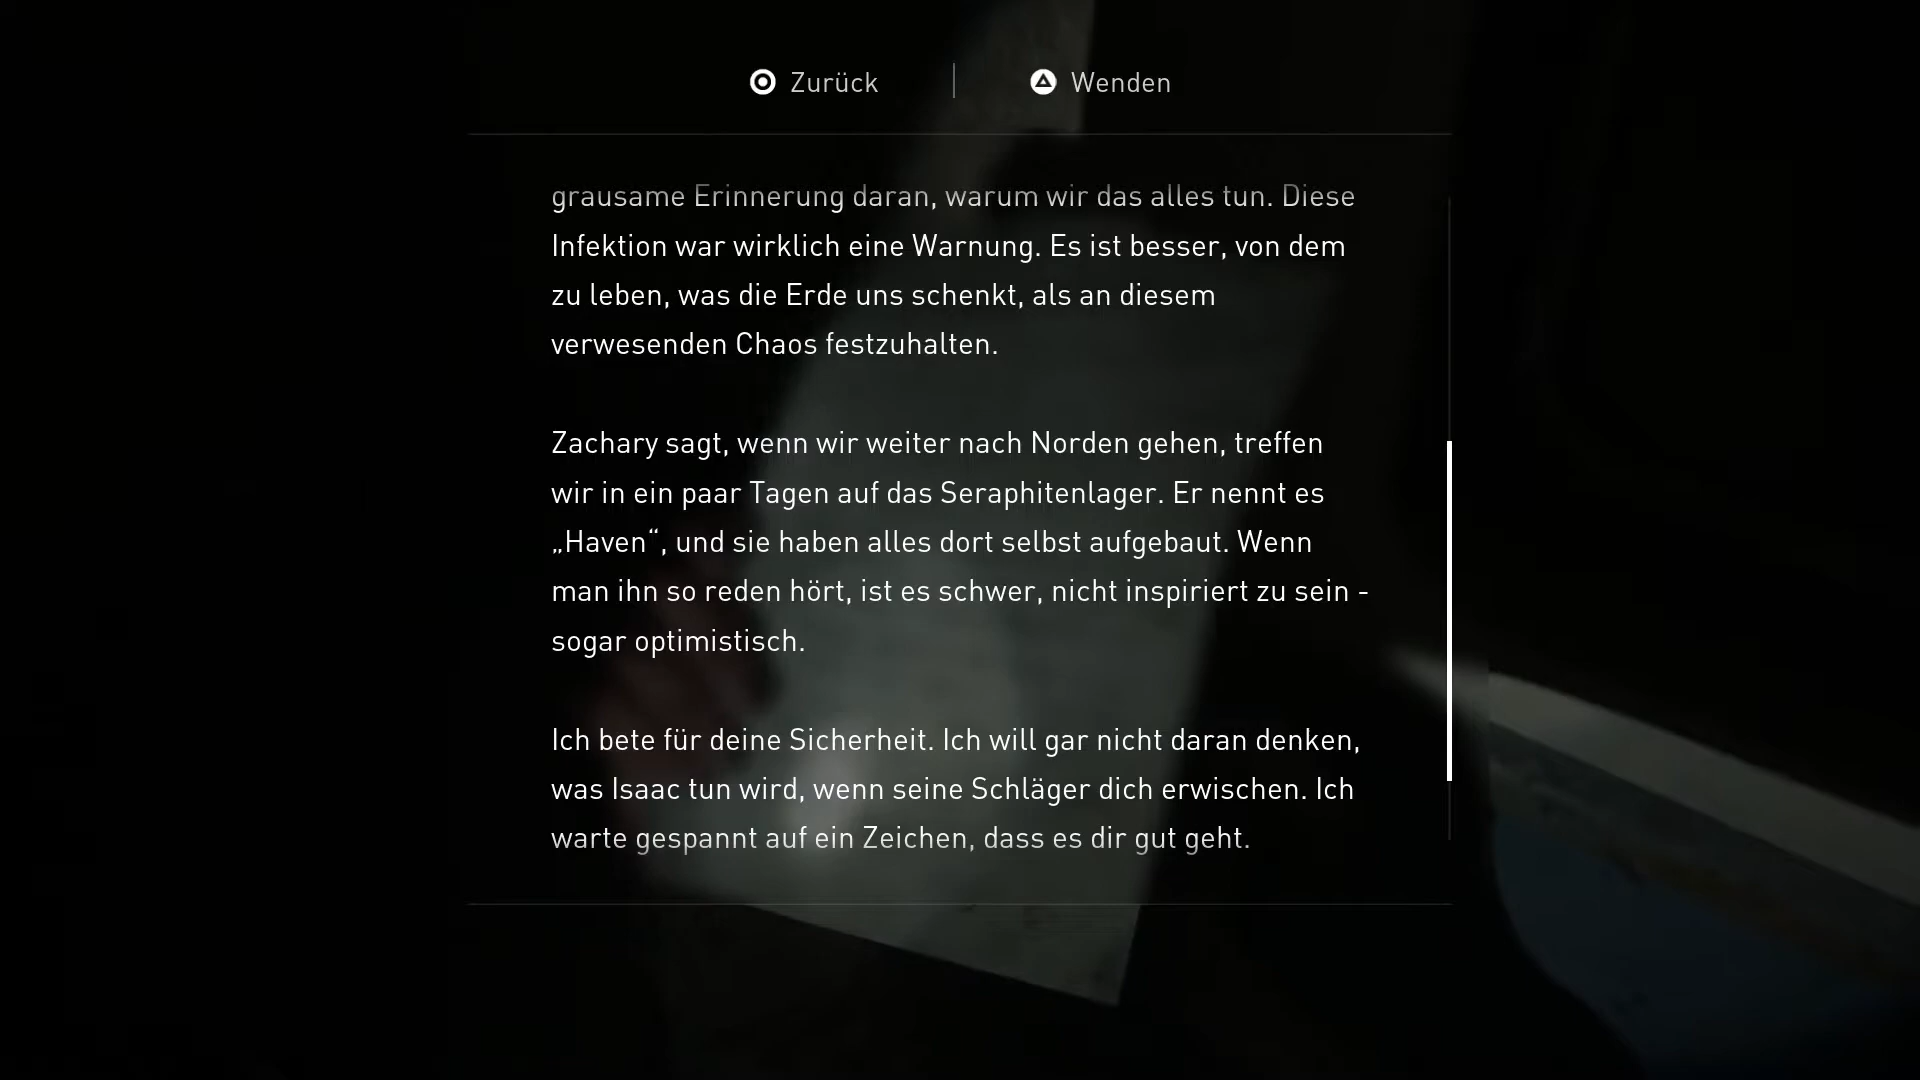 Zurück
Wenden
grausame Erinnerung daran, warum wir das alles tun. Diese
Infektion war wirklich eine Warnung. Es ist besser, von dem
zu leben, was die Erde uns schenkt, als an diesem
verwesenden Chaos festzuhalten.
Zachary sagt, wenn wir weiter nach Norden gehen, treffen
wir in ein paar Tagen auf das Seraphitenlager. Er nennt es
„Haven“, und sie haben alles dort selbst aufgebaut. Wenn
man ihn so reden hört, ist es schwer, nicht inspiriert zu sein -
sogar optimistisch.
Ich bete für deine Sicherheit. Ich will gar nicht daran denken,
was Isaac tun wird, wenn seine Schläger dich erwischen. Ich
warte gespannt auf ein Zeichen, dass es dir gut geht.